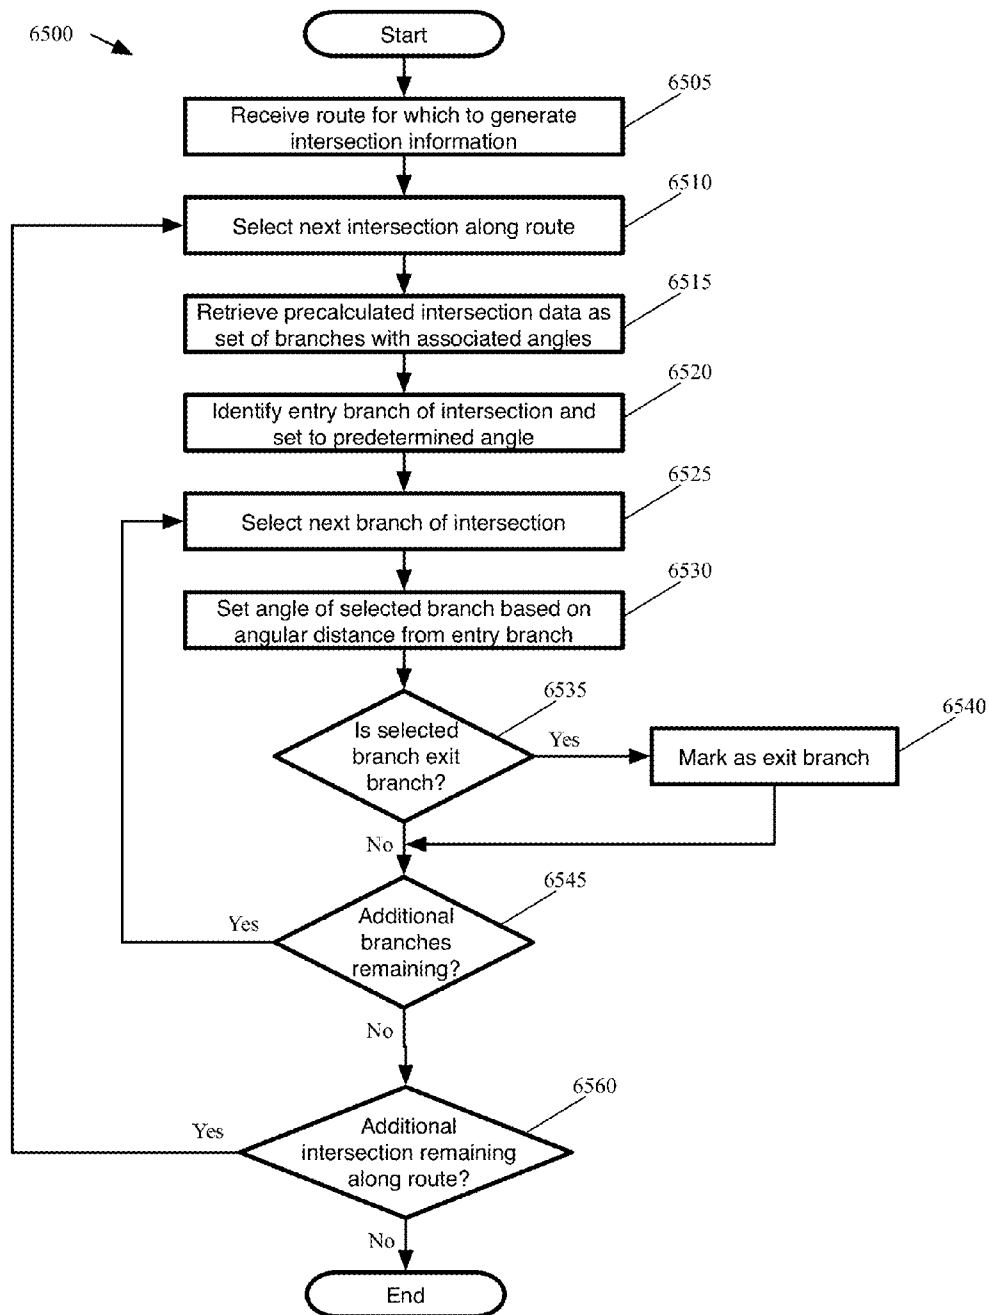 6500
Start
6505
Receive route for which to generate
intersection information
6510
Select next intersection along route
6515
Retrieve precalculated intersection data as
set of branches with associated angles
6520
Identify entry branch of intersection and
set to predetermined angle
6525
Select next branch of intersection
6530
Set angle of selected branch based on
angular distance from entry branch
6535
Is selected
branch exit
branch?
Yes
6540
Mark as exit branch
No
6545
Additional
branches
remaining?
Yes
No
6560
Additional
intersection remaining
along route?
Yes
No
End